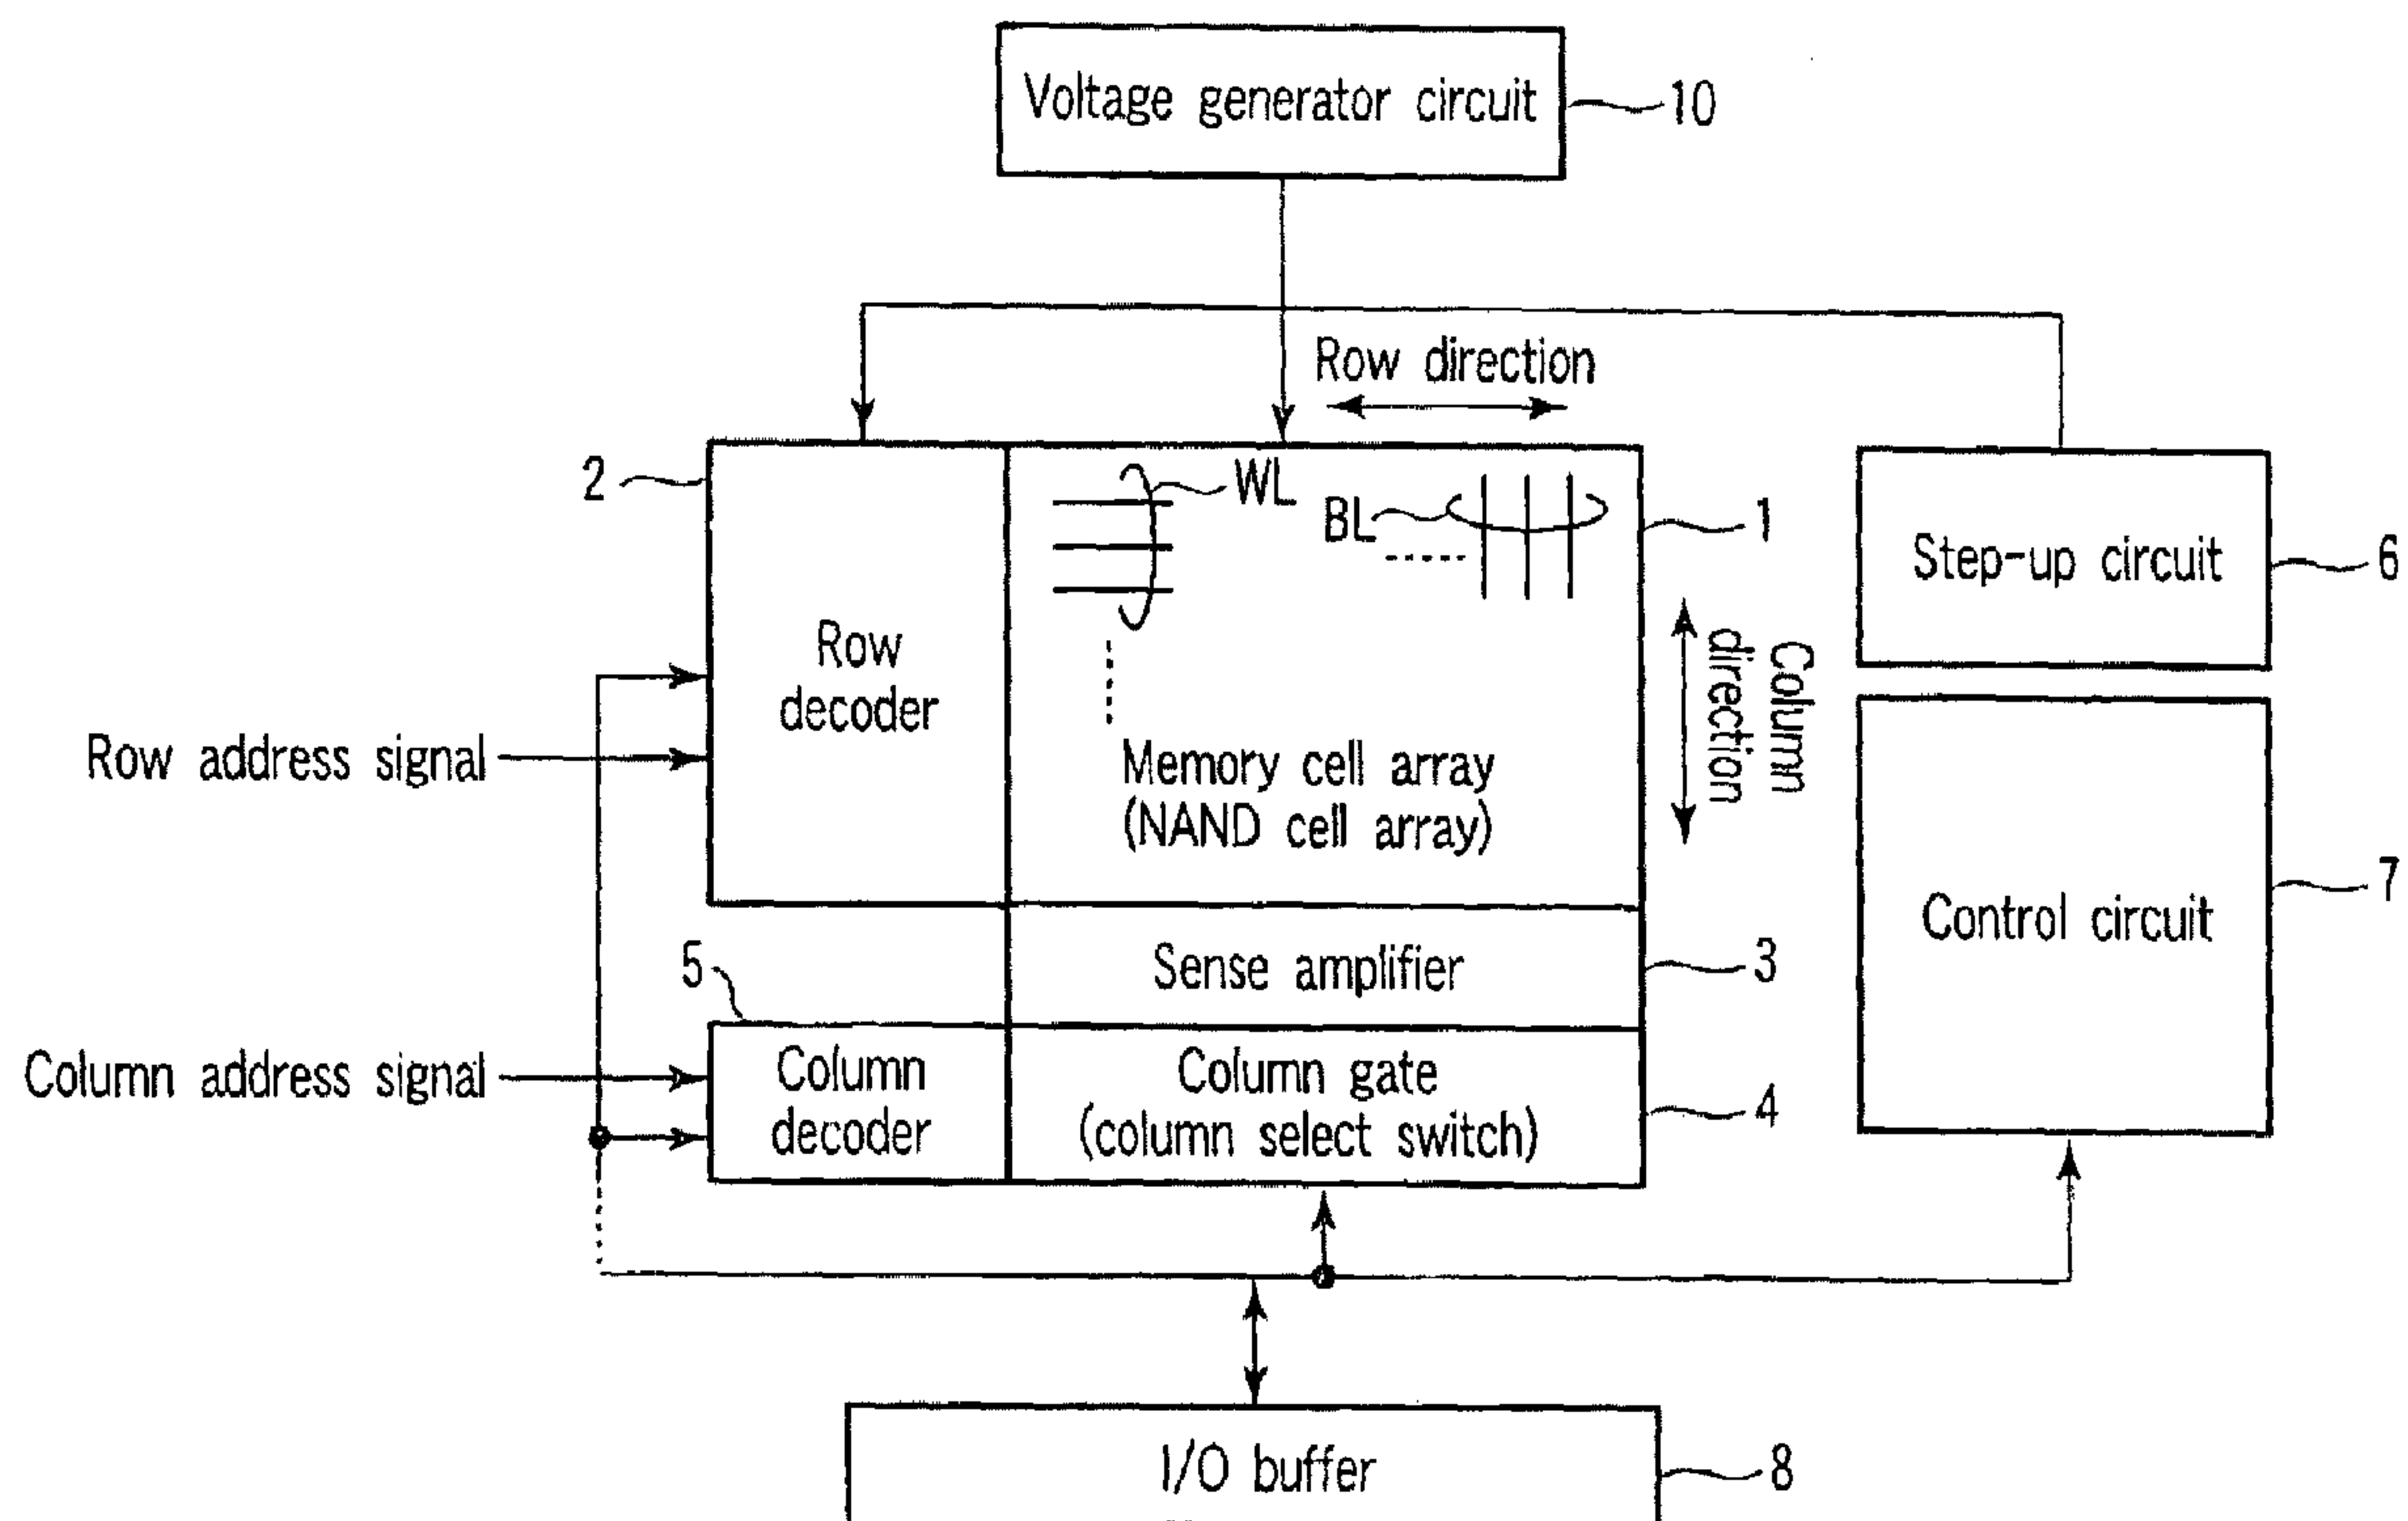 Voltage generator circuit
10
Row direction
2
WL
BL
1
Step-up circuit
6
Row
decoder
Column
direction
Row address signal
Memory cell array
(NAND cell array)
Control circuit
7
5
Sense amplifier
3
Column address signal
Column
decoder
Column gate
(column select switch)
4
I/O buffer
8